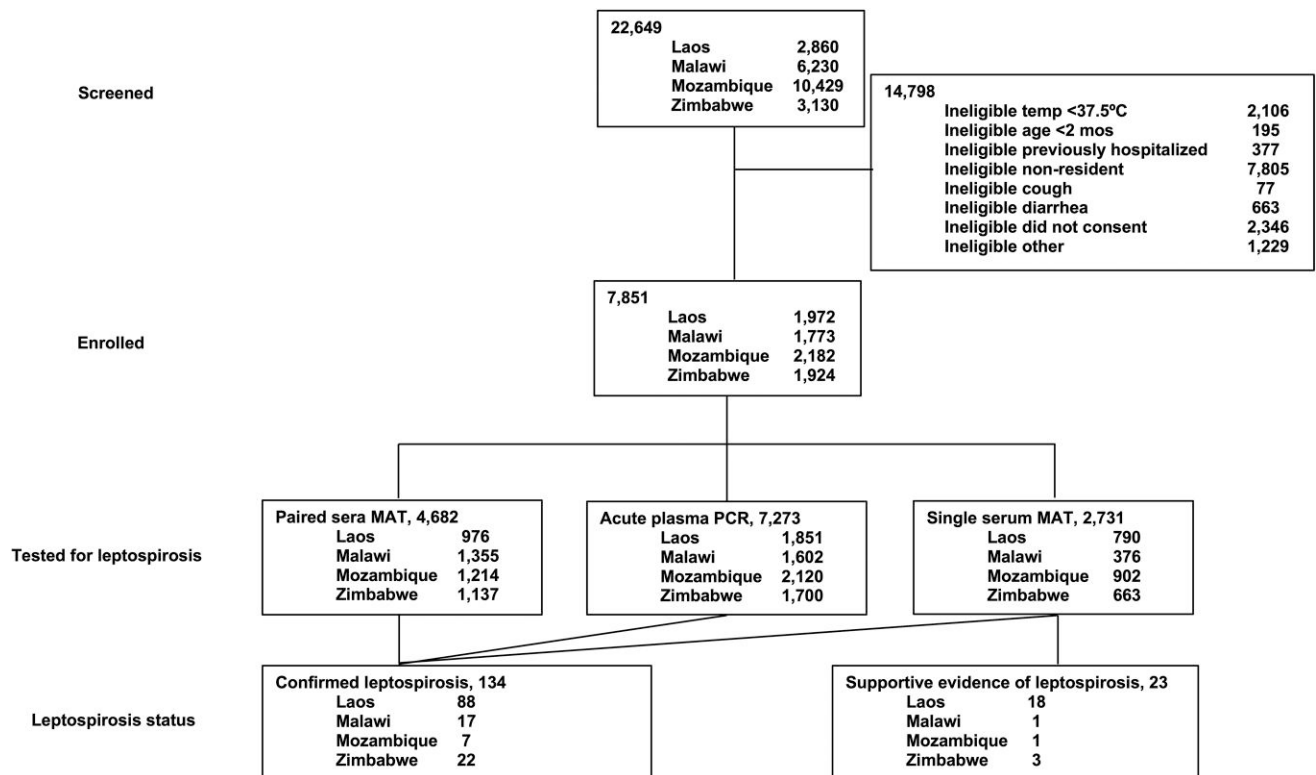 Screened
22,649
Laos 2,860
Malawi 6,230
Mozambique 10,429
Zimbabwe 3,130
14,798
Ineligible temp <37.5ºC 2,106
Ineligible age <2 mos 195
Ineligible previously hospitalized 377
Ineligible non-resident 7,805
Ineligible cough 77
Ineligible diarrhea 663
Ineligible did not consent 2,346
Ineligible other 1,229
Enrolled
7,851
Laos 1,972
Malawi 1,773
Mozambique 2,182
Zimbabwe 1,924
Tested for leptospirosis
Paired sera MAT, 4,682
Laos 976
Malawi 1,355
Mozambique 1,214
Zimbabwe 1,137
Acute plasma PCR, 7,273
Laos 1,851
Malawi 1,602
Mozambique 2,120
Zimbabwe 1,700
Single serum MAT, 2,731
Laos 790
Malawi 376
Mozambique 902
Zimbabwe 663
Leptospirosis status
Confirmed leptospirosis, 134
Laos 88
Malawi 17
Mozambique 7
Zimbabwe 22
Supportive evidence of leptospirosis, 23
Laos 18
Malawi 1
Mozambique 1
Zimbabwe 3